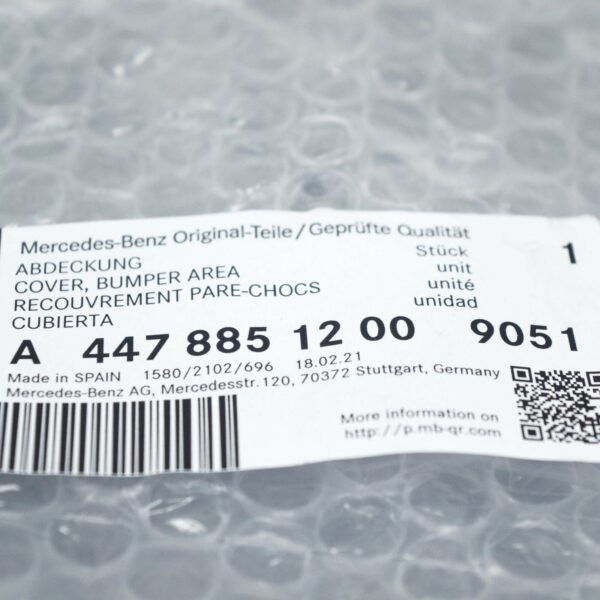 Mercedes-Benz Original-Teile/Geprüfte Qualität
ABDECKUNG Stück 1
COVER, BUMPER AREA unit
RECOUVREMENT PARE-CHOCS unité
CUBIERTA unidad
A 447 885 12 00 9051
Made in SPAIN 1580/2102/696 18.02.21
Mercedes-Benz AG, Mercedesstr.120, 70372 Stuttgart, Germany
More information on
http://p.mb-qr.com